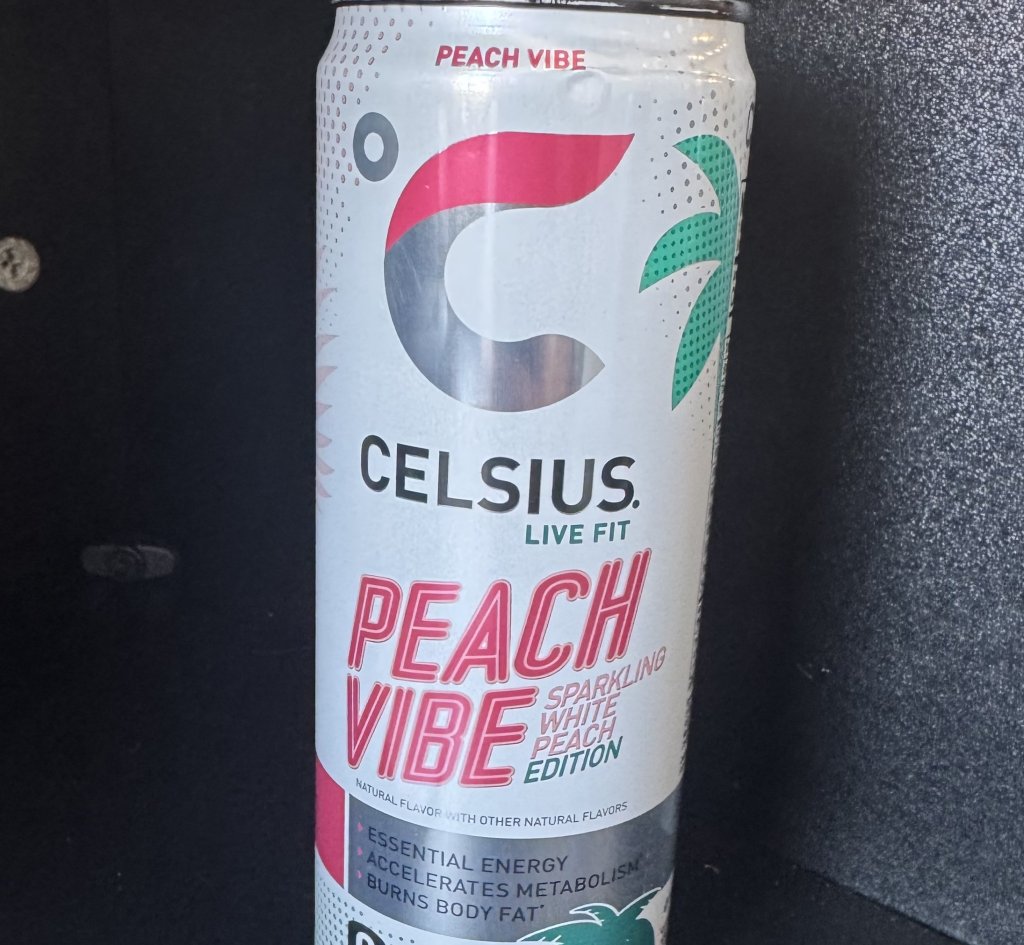 PEACH VIBE
CELSIUS.
LIVE FIT
PEACH
VIBE
SPARKLING
WHITE
PEACH
EDITION
NATURAL FLAVOR WITH OTHER NATURAL FLAVORS
ESSENTIAL ENERGY
ACCELERATES METABOLISM*
BURNS BODY FAT*